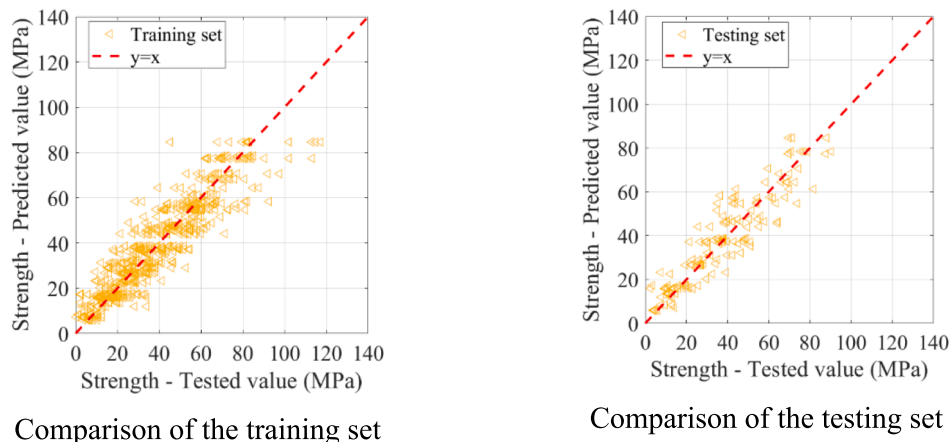 Training set
y=x
Strength - Predicted value (MPa)
140
120
100
80
60
40
20
0
0 20 40 60 80 100 120 140
Strength - Tested value (MPa)
Comparison of the training set
Testing set
y=x
Strength - Predicted value (MPa)
140
120
100
80
60
40
20
0
0 20 40 60 80 100 120 140
Strength - Tested value (MPa)
Comparison of the testing set